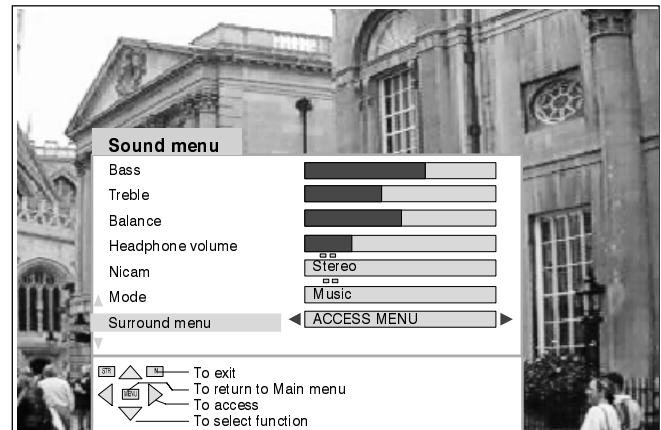 Sound menu
Bass
Treble
Balance
Headphone volume
Nicam Stereo
Mode Music
Surround menu ACCESS MENU
STR N To exit
MENU To return to Main menu
To access
To select function